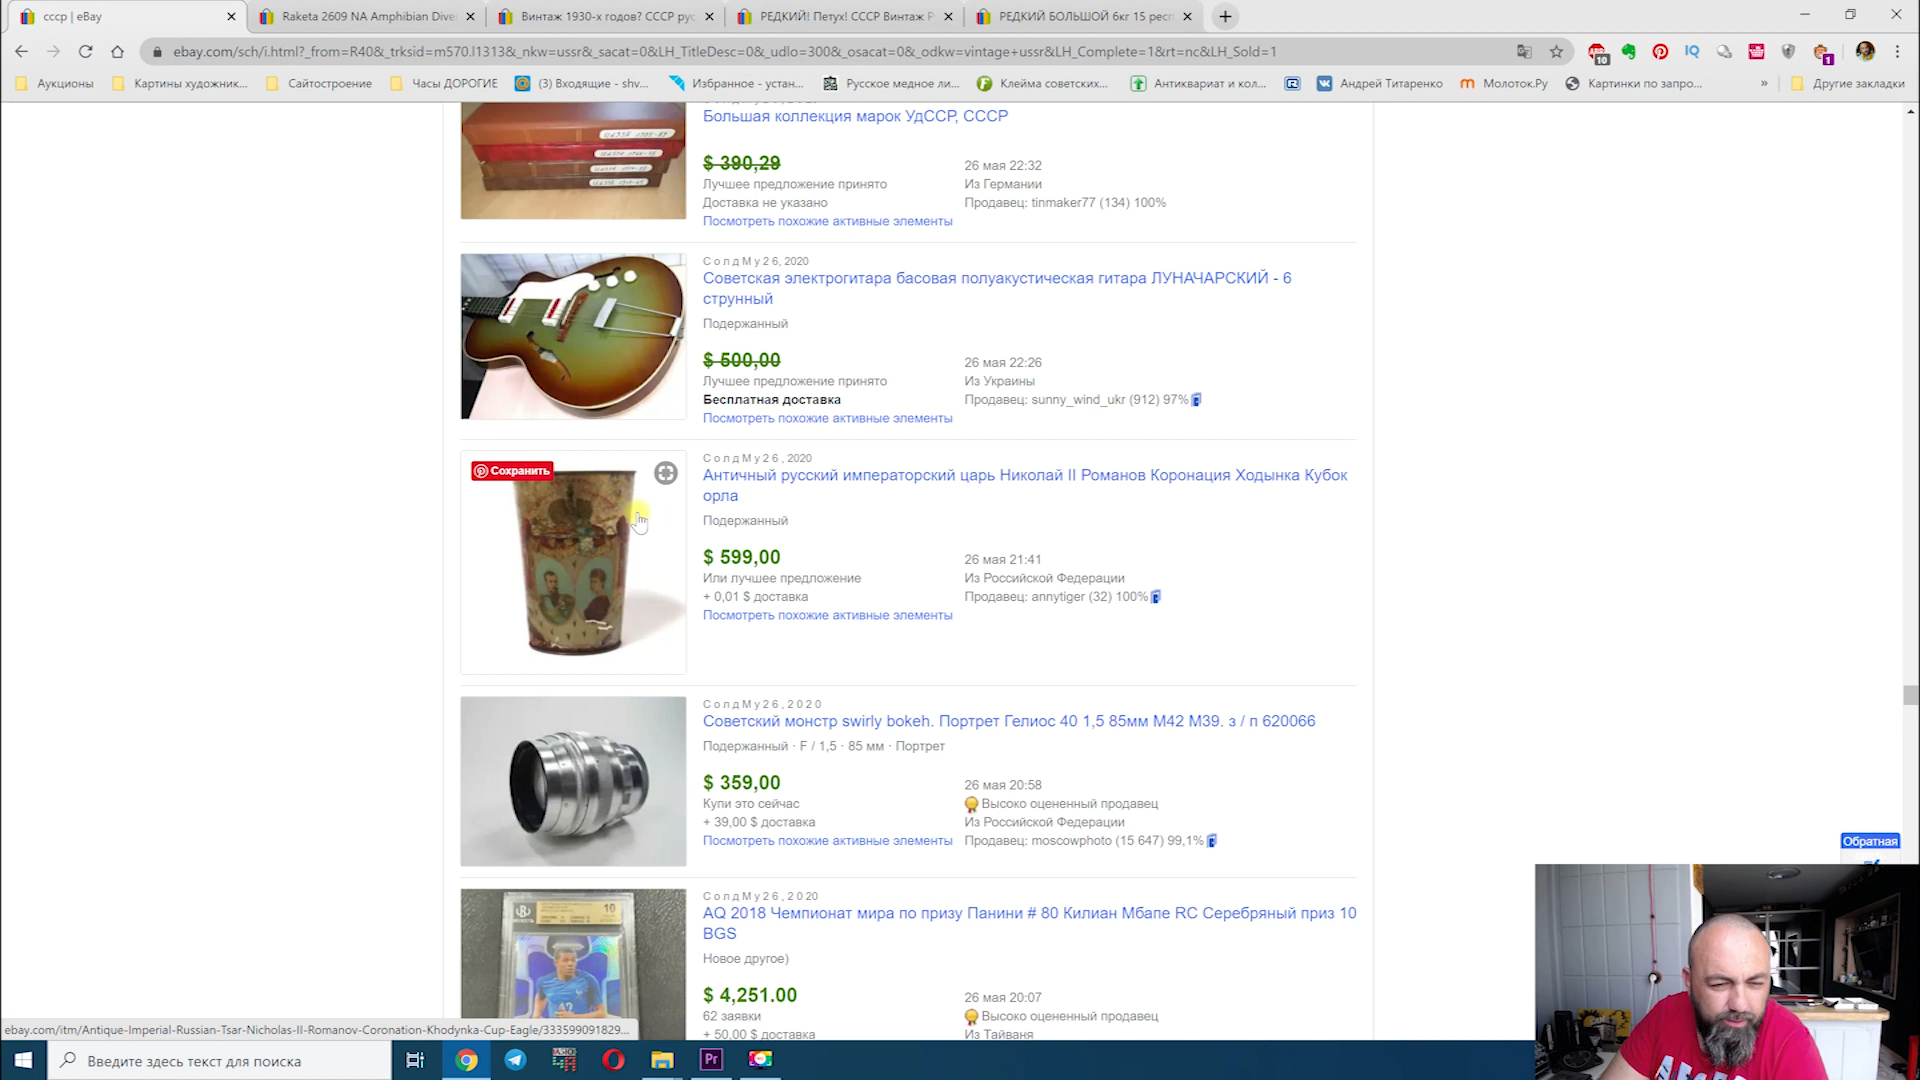 ссср | eBay
Raketa 2609 NA Amphibian Dive
Винтаж 1930-х годов? СССР рус
РЕДКИЙ! Петух! СССР Винтаж Р
РЕДКИЙ БОЛЬШОЙ 6кг 15 респ
ebay.com/sch/i.html?_from=R40&_trksid=m570.l1313&_nkw=ussr&_sacat=0&LH_TitleDesc=0&_udlo=300&_osacat=0&_odkw=vintage+ussr&LH_Complete=1&rt=nc&LH_Sold=1
10
1
Аукционы
Картины художник...
Сайтостроение
Часы ДОРОГИЕ
(3) Входящие - shv...
Избранное - устан...
Русское медное ли...
Клейма советских...
Антиквариат и кол...
Андрей Титаренко
Молоток.Ру
Картинки по запро...
»
Другие закладки
Большая коллекция марок УдССР, СССР
$ 390,29
26 мая 22:32
Лучшее предложение принято
Из Германии
Доставка не указано
Продавец: tinmaker77 (134) 100%
Посмотреть похожие активные элементы
С о л д М у 2 6, 2020
Советская электрогитара басовая полуакустическая гитара ЛУНАЧАРСКИЙ - 6
струнный
Подержанный
$ 500,00
26 мая 22:26
Лучшее предложение принято
Из Украины
Бесплатная доставка
Продавец: sunny_wind_ukr (912) 97%
Посмотреть похожие активные элементы
Сохранить
С о л д М у 2 6 , 2020
Античный русский императорский царь Николай II Романов Коронация Ходынка Кубок
орла
Подержанный
$ 599,00
26 мая 21:41
Или лучшее предложение
Из Российской Федерации
+ 0,01 $ доставка
Продавец: annytiger (32) 100%
Посмотреть похожие активные элементы
С о л д М у 2 6 , 2 0 2 0
Советский монстр swirly bokeh. Портрет Гелиос 40 1,5 85мм M42 M39. з / п 620066
Подержанный · F / 1,5 · 85 мм · Портрет
$ 359,00
26 мая 20:58
Купи это сейчас
Высоко оцененный продавец
+ 39,00 $ доставка
Из Российской Федерации
Посмотреть похожие активные элементы
Продавец: moscowphoto (15 647) 99,1%
Обратная
С о л д М у 2 6 , 2 0 20
AQ 2018 Чемпионат мира по призу Панини # 80 Килиан Мбапе RC Серебряный приз 10
BGS
Новое другое)
$ 4,251.00
26 мая 20:07
62 заявки
Высоко оцененный продавец
+ 50,00 $ доставка
Из Тайваня
10
ebay.com/itm/Antique-Imperial-Russian-Tsar-Nicholas-II-Romanov-Coronation-Khodynka-Cup-Eagle/333599091829...
Введите здесь текст для поиска
Pr